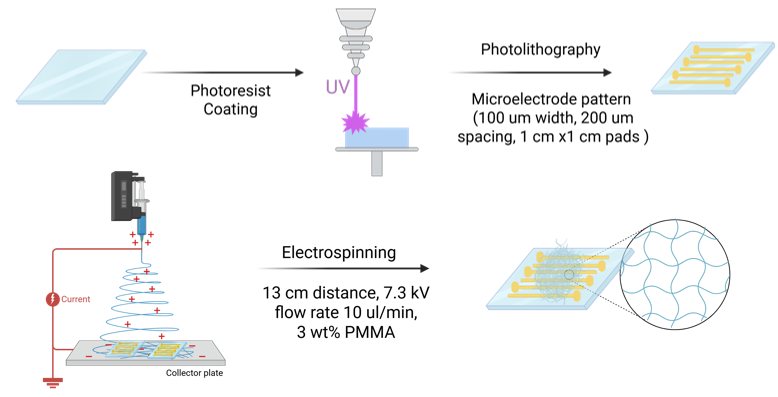 Photoresist
Coating
UV
Photolithography
Microelectrode pattern
(100 um width, 200 um
spacing, 1 cm x1 cm pads )
Current
Collector plate
Electrospinning
13 cm distance, 7.3 kV
flow rate 10 ul/min,
3 wt% PMMA